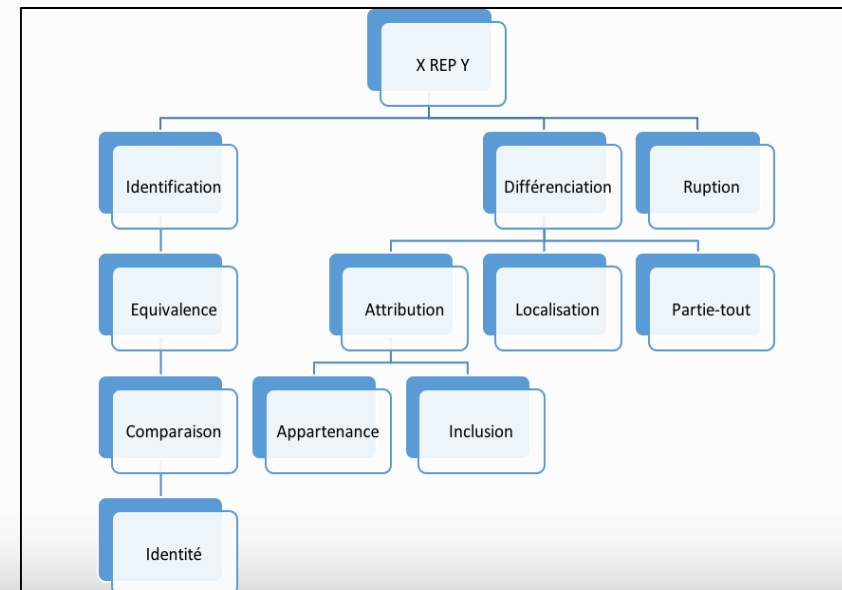 X REP Y
Identification
Différenciation
Ruption
Equivalence
Attribution
Localisation
Partie-tout
Comparaison
Appartenance
Inclusion
Identité